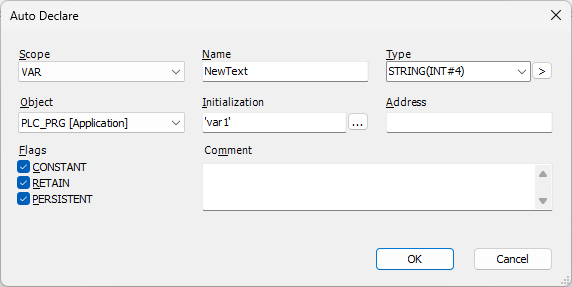 Auto Declare
Scope Name Type
VAR NewText STRING(INT#4) >
Object Initialization Address
PLC_PRG [Application] 'var1' ...
Flags Comment
CONSTANT
RETAIN
PERSISTENT
OK Cancel